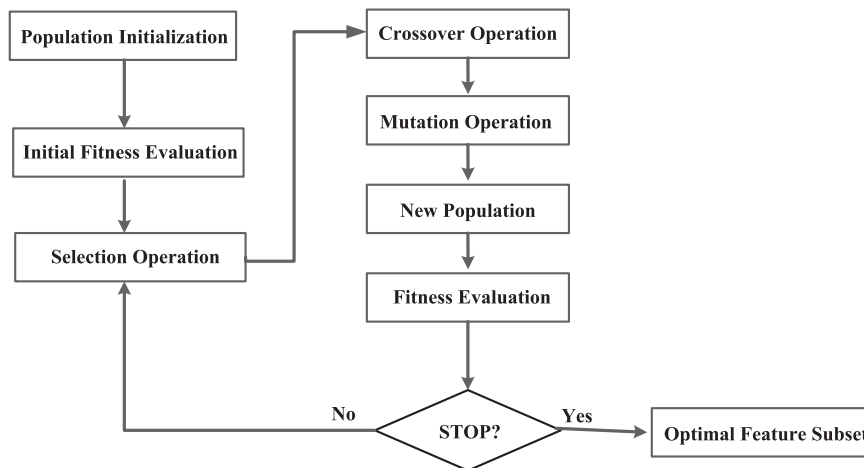 Population Initialization
Initial Fitness Evaluation
Selection Operation
Crossover Operation
Mutation Operation
New Population
Fitness Evaluation
STOP?
No
Yes
Optimal Feature Subset